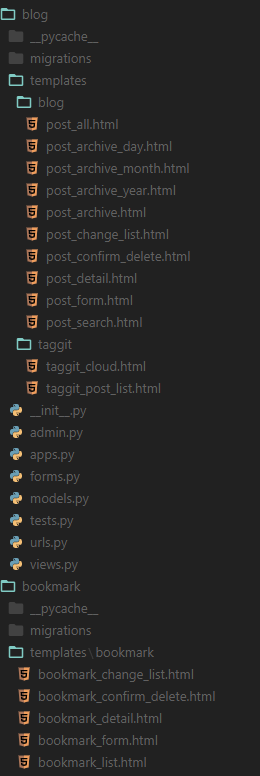 blog
__pycache__
migrations
templates
blog
post_all.html
post_archive_day.html
post_archive_month.html
post_archive_year.html
post_archive.html
post_change_list.html
post_confirm_delete.html
post_detail.html
post_form.html
post_search.html
taggit
taggit_cloud.html
taggit_post_list.html
__init__.py
admin.py
apps.py
forms.py
models.py
tests.py
urls.py
views.py
bookmark
__pycache__
migrations
templates\bookmark
bookmark_change_list.html
bookmark_confirm_delete.html
bookmark_detail.html
bookmark_form.html
bookmark_list.html